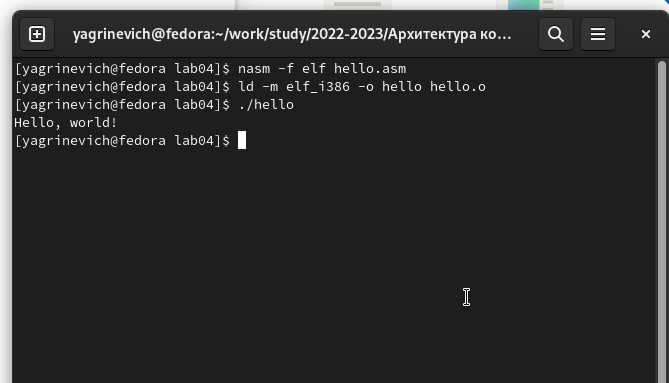 yagrinevich@fedora:~/work/study/2022-2023/Архитектура ко...
[yagrinevich@fedora lab04]$ nasm -f elf hello.asm
[yagrinevich@fedora lab04]$ ld -m elf_i386 -o hello hello.o
[yagrinevich@fedora lab04]$ ./hello
Hello, world!
[yagrinevich@fedora lab04]$